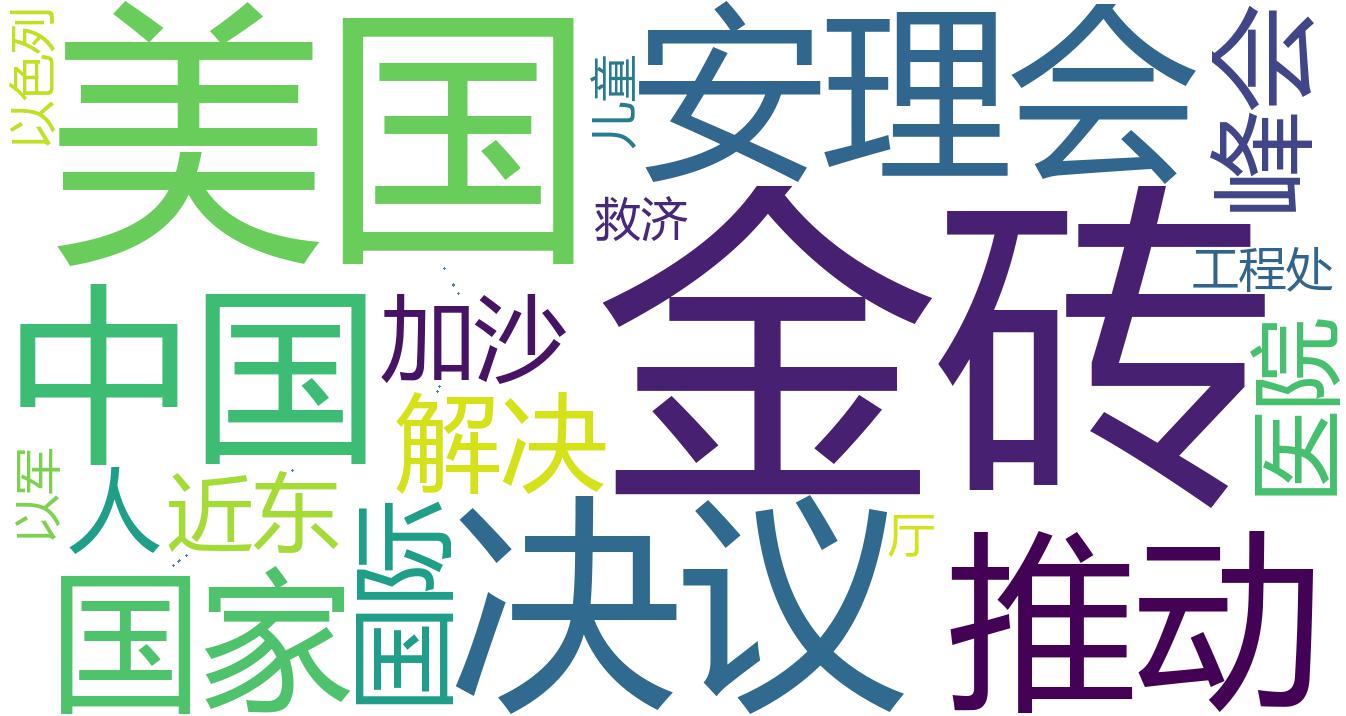 以色列
美国
儿童
安理会
峰会
救济
金砖
工程处
中国
加沙
解决
医院
以军
人
近东
国际
决议
厅
国家
推动